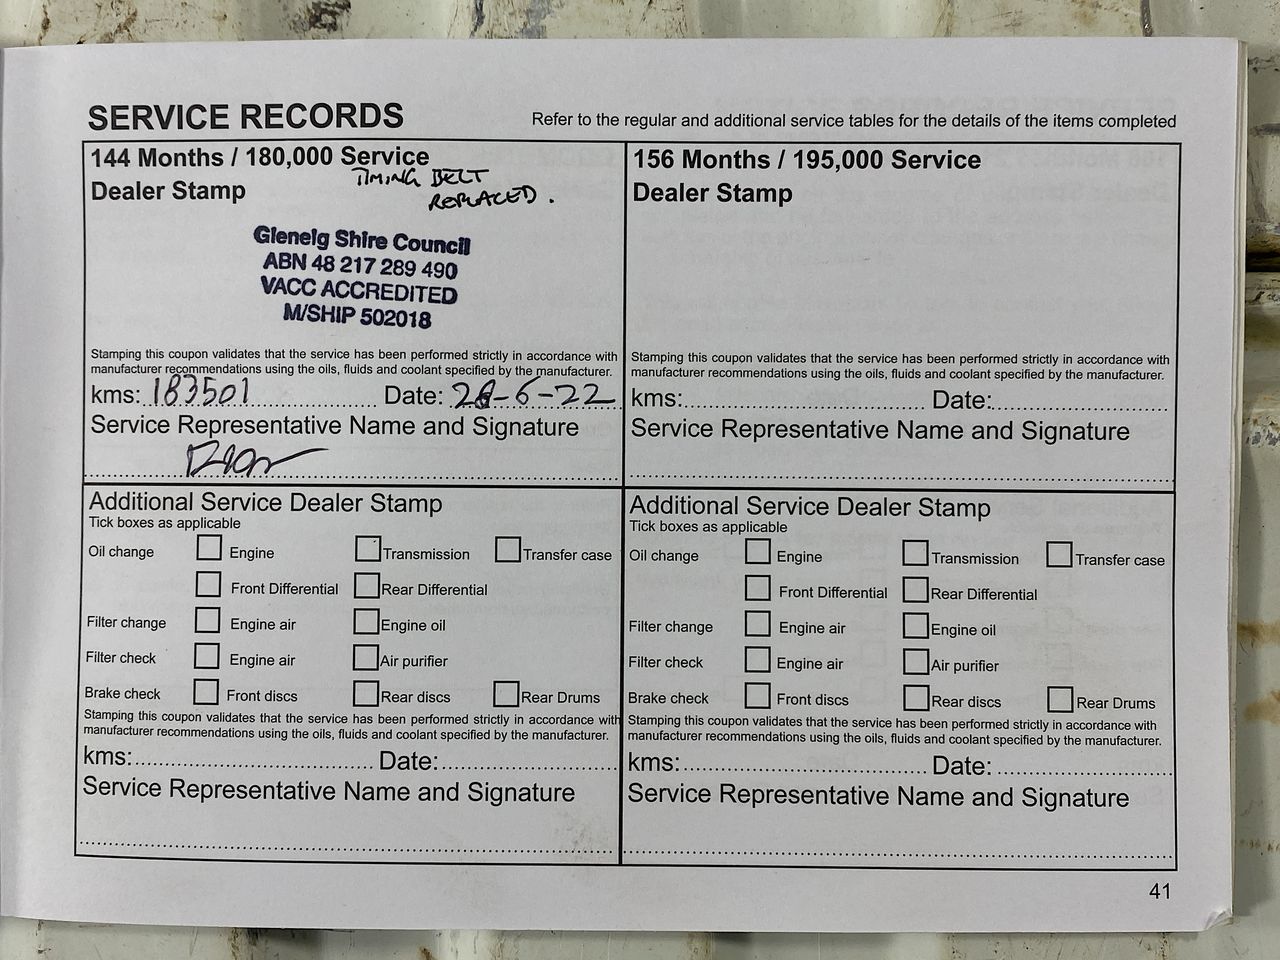 SERVICE RECORDS
Refer to the regular and additional service tables for the details of the items completed
144 Months / 180,000 Service
TIMING BELT
Dealer Stamp
REPLACED.
Glenelg Shire Council
ABN 48 217 289 490
VACC ACCREDITED
M/SHIP 502018
Stamping this coupon validates that the service has been performed strictly in accordance with
manufacturer recommendations using the oils, fluids and coolant specified by the manufacturer.
kms: 183501 Date: 28-6-22
Service Representative Name and Signature
Additional Service Dealer Stamp
Tick boxes as applicable
Oil change Engine Transmission Transfer case
Front Differential Rear Differential
Filter change Engine air Engine oil
Filter check Engine air Air purifier
Brake check Front discs Rear discs Rear Drums
Stamping this coupon validates that the service has been performed strictly in accordance with
manufacturer recommendations using the oils, fluids and coolant specified by the manufacturer.
kms: Date:
Service Representative Name and Signature
156 Months / 195,000 Service
Dealer Stamp
Stamping this coupon validates that the service has been performed strictly in accordance with
manufacturer recommendations using the oils, fluids and coolant specified by the manufacturer.
kms: Date:
Service Representative Name and Signature
Additional Service Dealer Stamp
Tick boxes as applicable
Oil change Engine Transmission Transfer case
Front Differential Rear Differential
Filter change Engine air Engine oil
Filter check Engine air Air purifier
Brake check Front discs Rear discs Rear Drums
Stamping this coupon validates that the service has been performed strictly in accordance with
manufacturer recommendations using the oils, fluids and coolant specified by the manufacturer.
kms: Date:
Service Representative Name and Signature
41